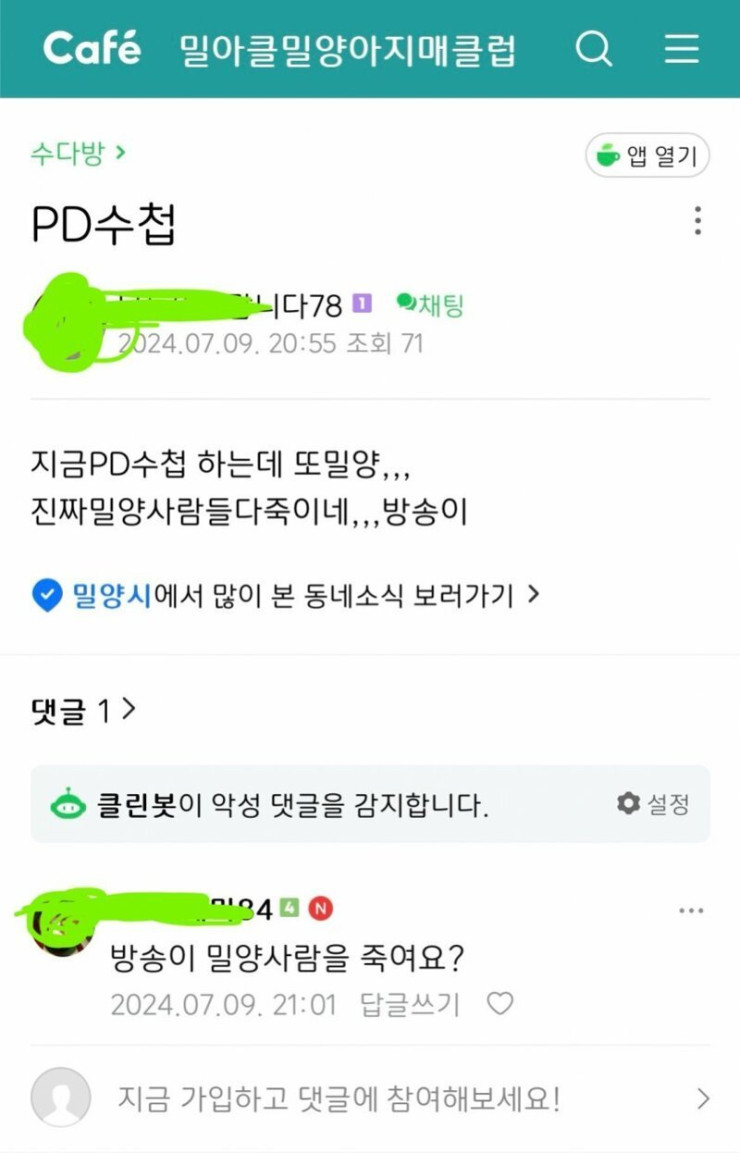 Café 밀아클밀양아지매클럽
수다방 >
앱 열기
PD수첩
니다78 1 채팅
2024.07.09. 20:55 조회 71
지금PD수첩 하는데 또밀양,,,
진짜밀양사람들다죽이네,,,방송이
밀양시에서 많이 본 동네소식 보러가기 >
댓글 1 >
클린봇이 악성 댓글을 감지합니다.
설정
84 4 N
방송이 밀양사람을 죽여요?
2024.07.09. 21:01 답글쓰기
지금 가입하고 댓글에 참여해보세요! >